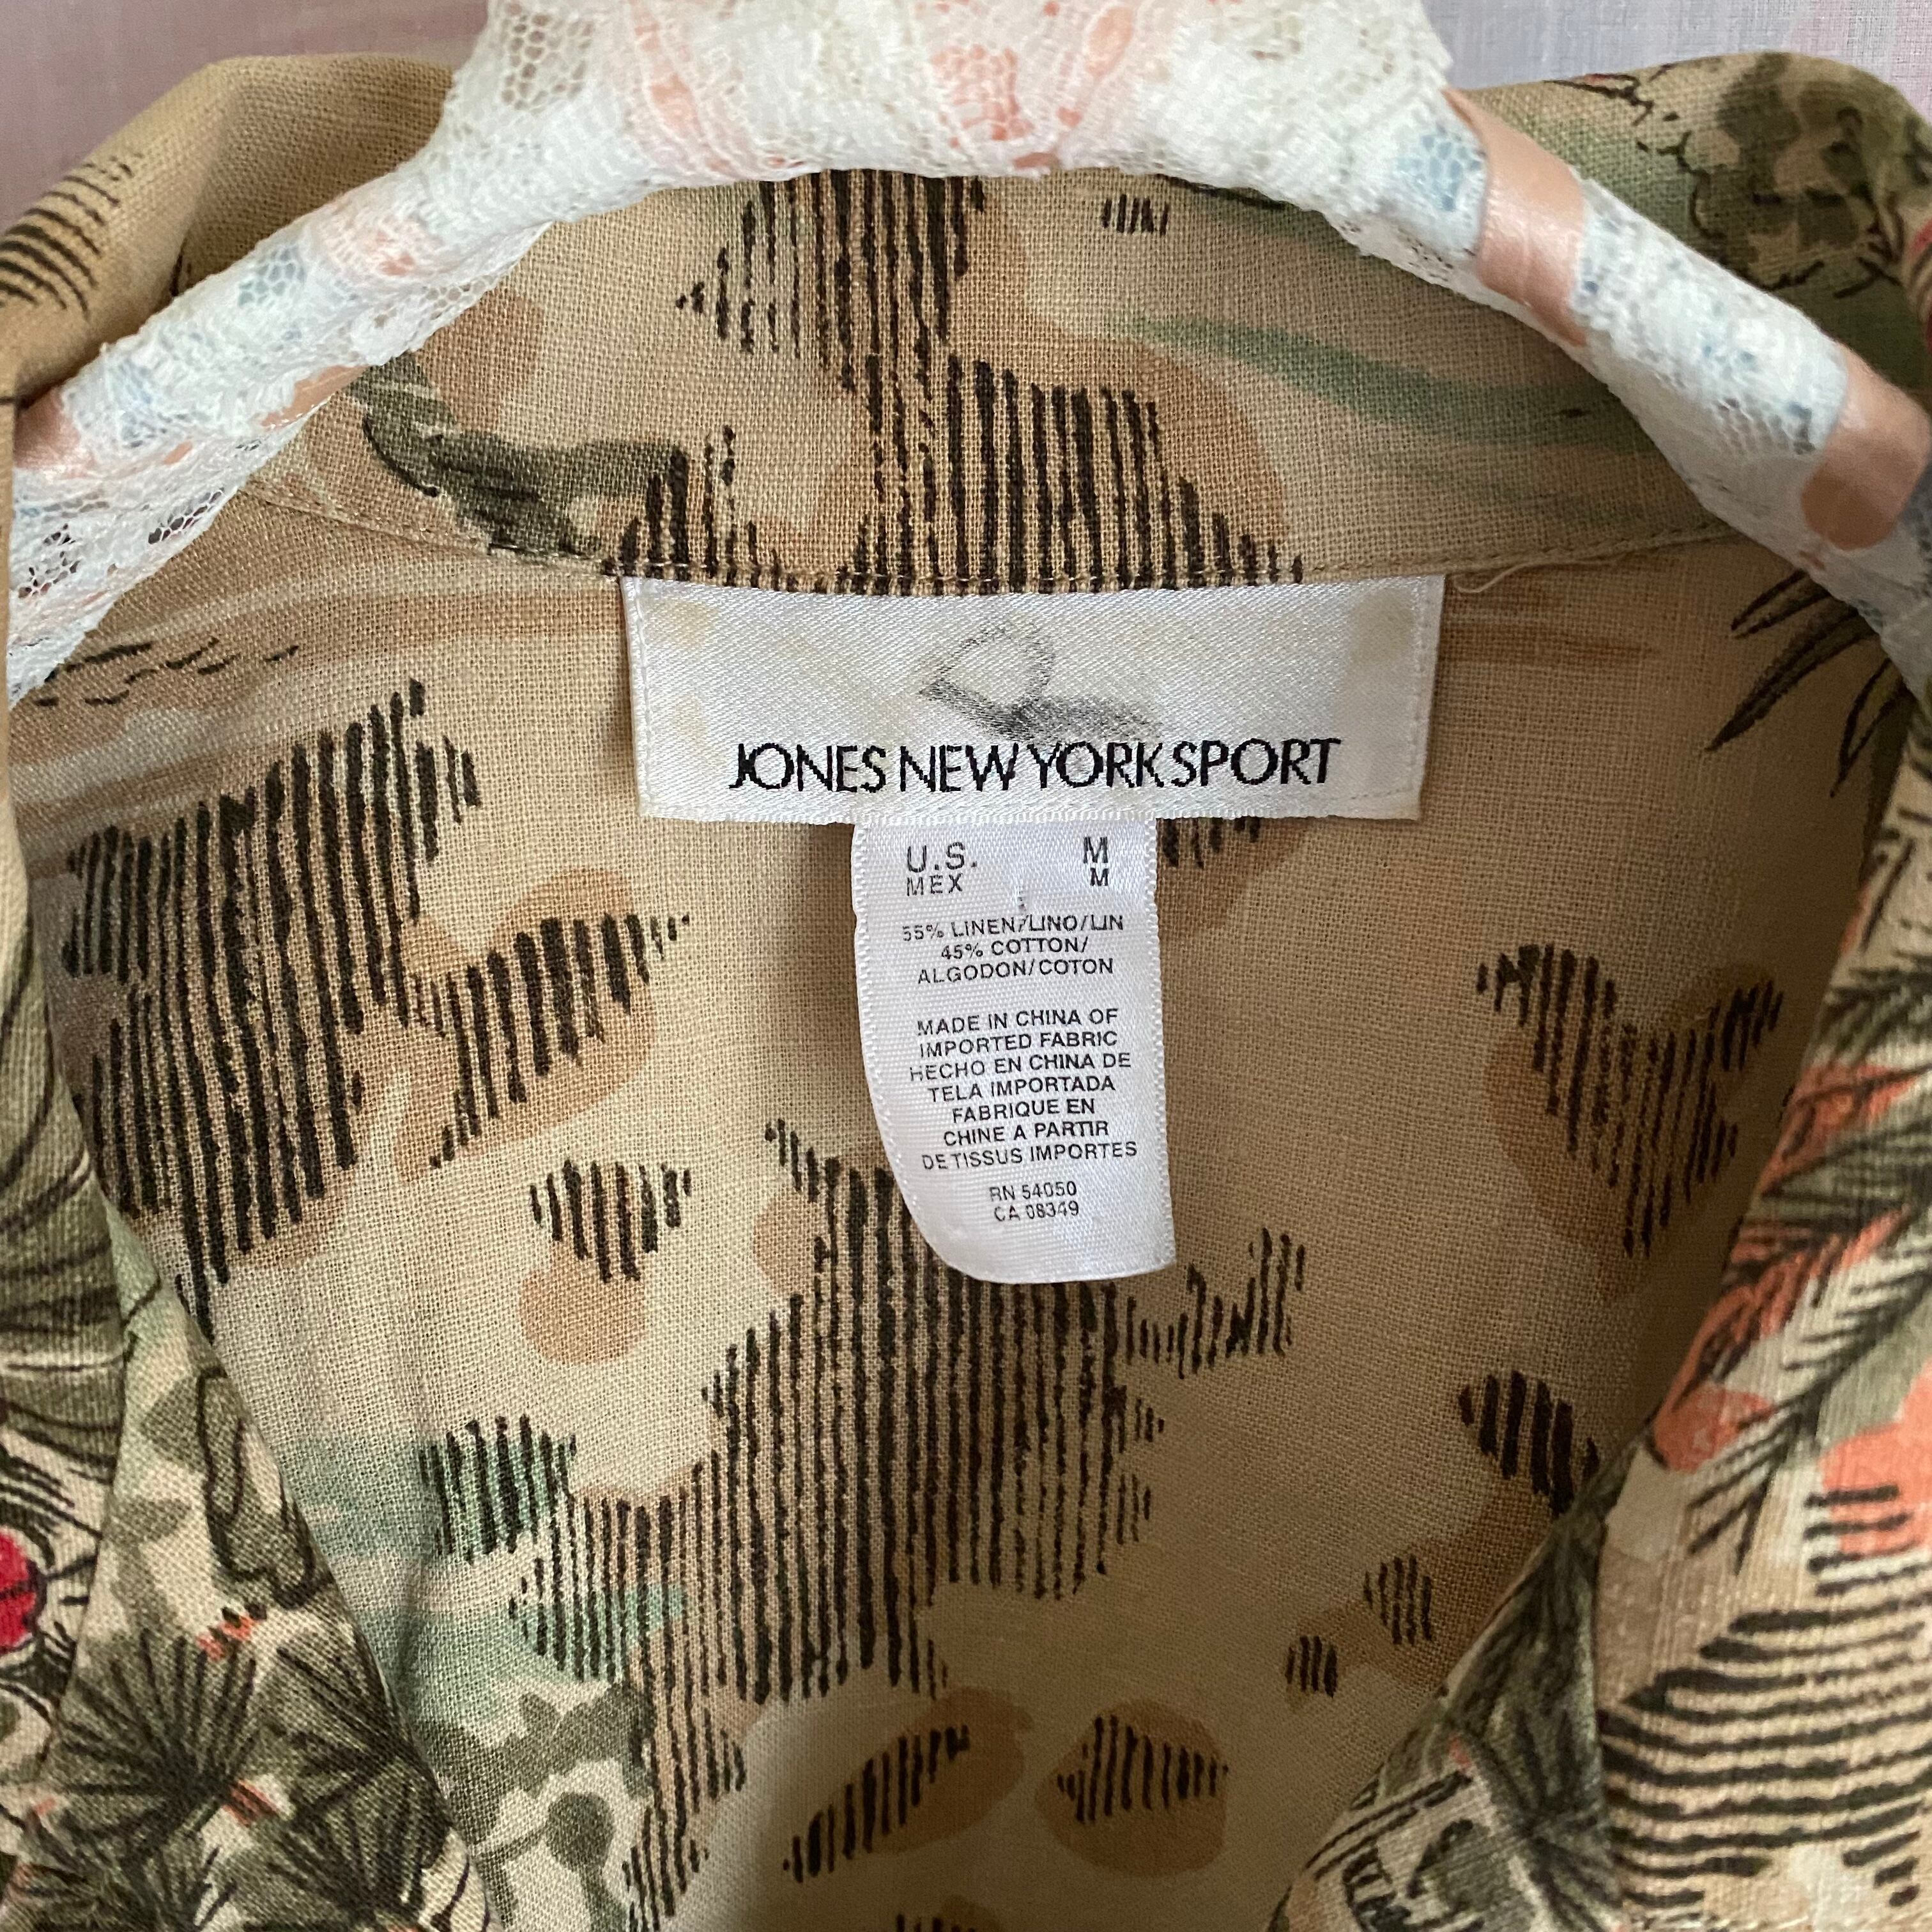 JONES NEW YORK SPORT
U.S. M
MEX M
55% LINEN/LINO/LIN
45% COTTON/
ALGODON/COTON
MADE IN CHINA OF
IMPORTED FABRIC
HECHO EN CHINA DE
TELA IMPORTADA
FABRIQUE EN
CHINE A PARTIR
DE TISSUS IMPORTES
RN 54050
CA 08349